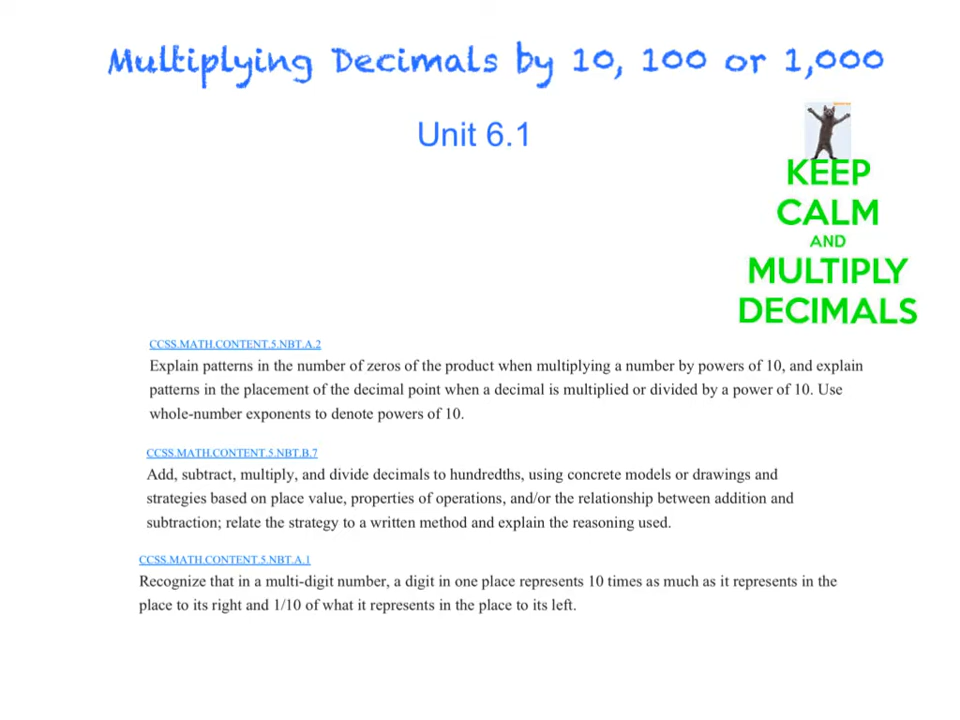 Multiplying Decimals by 10, 100 or 1,000
Unit 6.1
KEEP
CALM
AND
MULTIPLY
DECIMALS
CCSS.MATH.CONTENT.5.NBT.A.2
Explain patterns in the number of zeros of the product when multiplying a number by powers of 10, and explain
patterns in the placement of the decimal point when a decimal is multiplied or divided by a power of 10. Use
whole-number exponents to denote powers of 10.
CCSS.MATH.CONTENT.5.NBT.B.7
Add, subtract, multiply, and divide decimals to hundredths, using concrete models or drawings and
strategies based on place value, properties of operations, and/or the relationship between addition and
subtraction; relate the strategy to a written method and explain the reasoning used.
CCSS.MATH.CONTENT.5.NBT.A.1
Recognize that in a multi-digit number, a digit in one place represents 10 times as much as it represents in the
place to its right and 1/10 of what it represents in the place to its left.